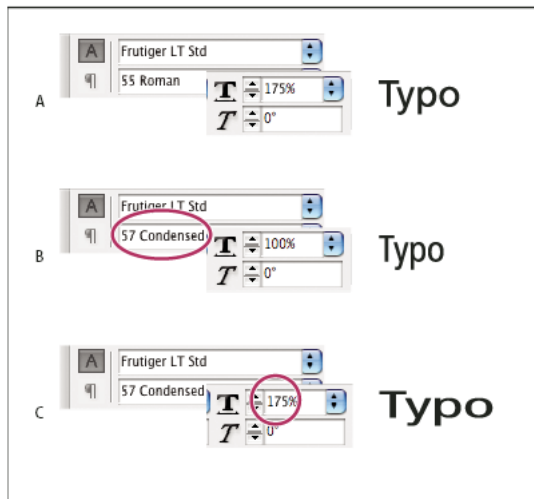 A Frutiger LT Std
¶ 55 Roman
T 175%
T 0°
A
Typo
A Frutiger LT Std
¶ 57 Condensed
T 100%
T 0°
B
Typo
A Frutiger LT Std
¶ 57 Condensed
T 175%
T 0°
C
Typo